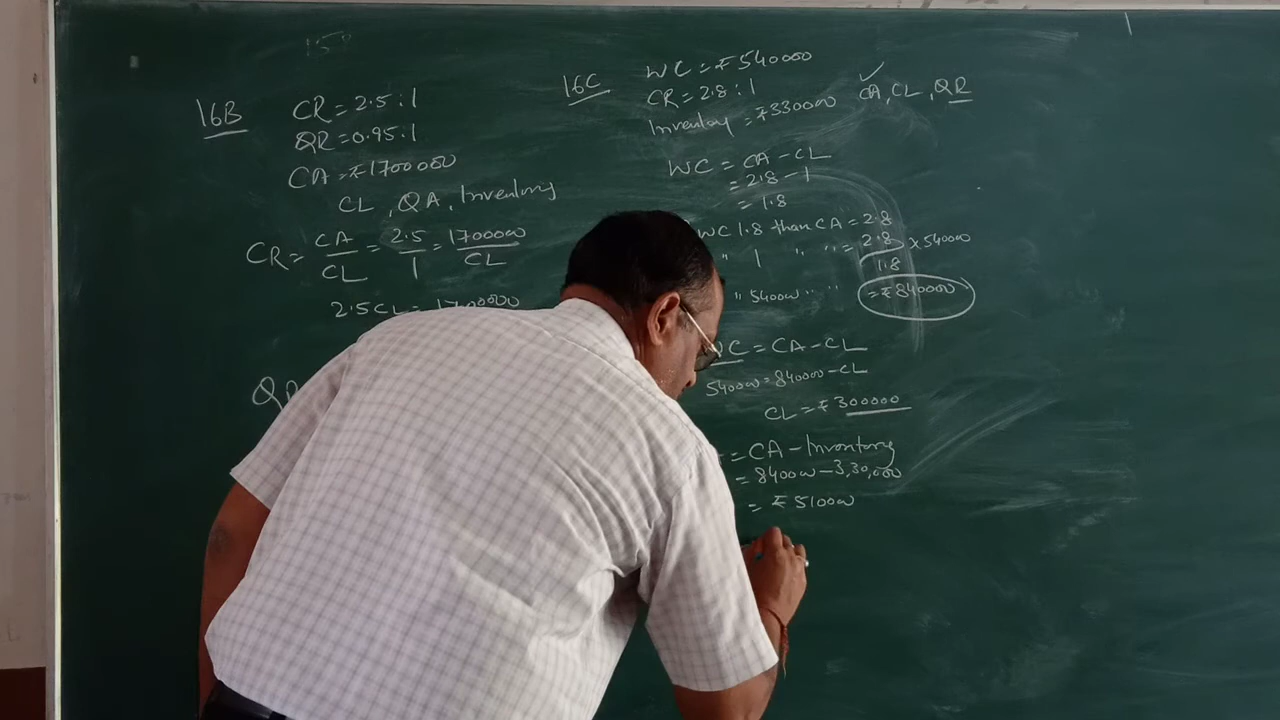 16B
CR = 2.5 : 1
QR = 0.95 : 1
CA = ₹1700000
CL, QA, Inventory
CR = CA/CL = 2.5/1 = 1700000/CL
2.5CL = 1700000
16C
WC = ₹540000
CR = 2.8 : 1
Inventory = ₹330000
CA, CL, QR
WC = CA - CL
= 2.8 - 1
= 1.8
WC 1.8 than CA = 2.8
" 1 " " = 2.8/1.8 × 540000
" 540000 " " = ₹840000
WC = CA - CL
540000 = 840000 - CL
CL = ₹300000
= CA - Inventory
= 840000 - 3,30,000
= ₹510000